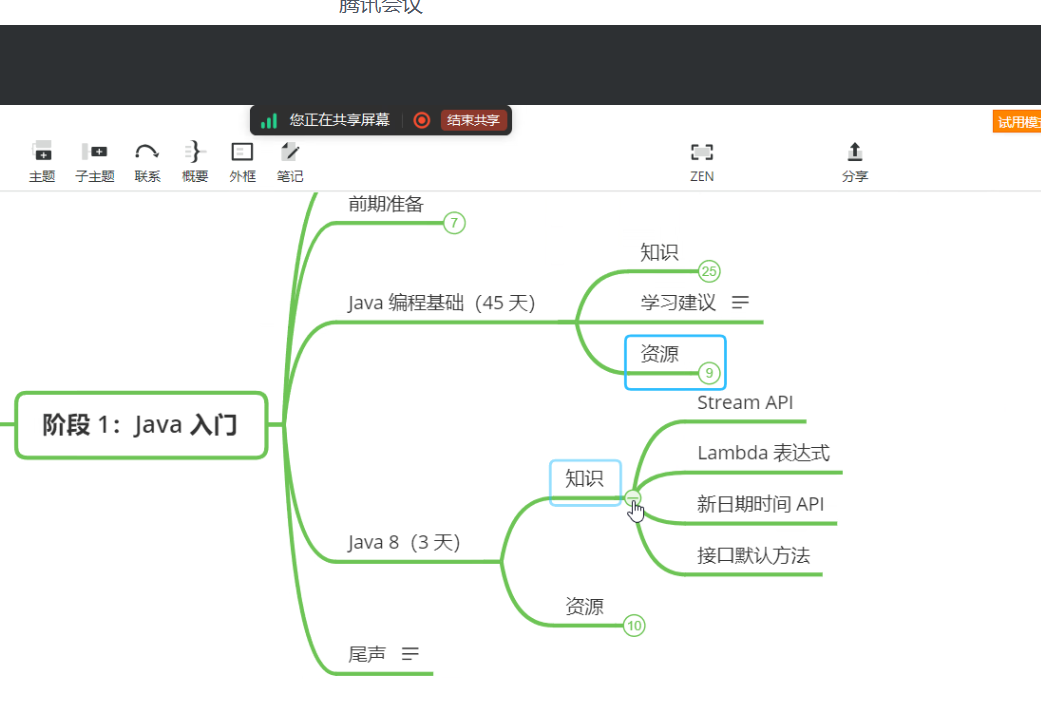 腾讯会议
您正在共享屏幕 结束共享
试用模式
主题 子主题 联系 概要 外框 笔记 ZEN 分享
前期准备
7
知识
25
Java 编程基础（45 天）
学习建议
资源
9
阶段 1：Java 入门
Stream API
Lambda 表达式
知识
新日期时间 API
接口默认方法
Java 8（3 天）
资源
10
尾声